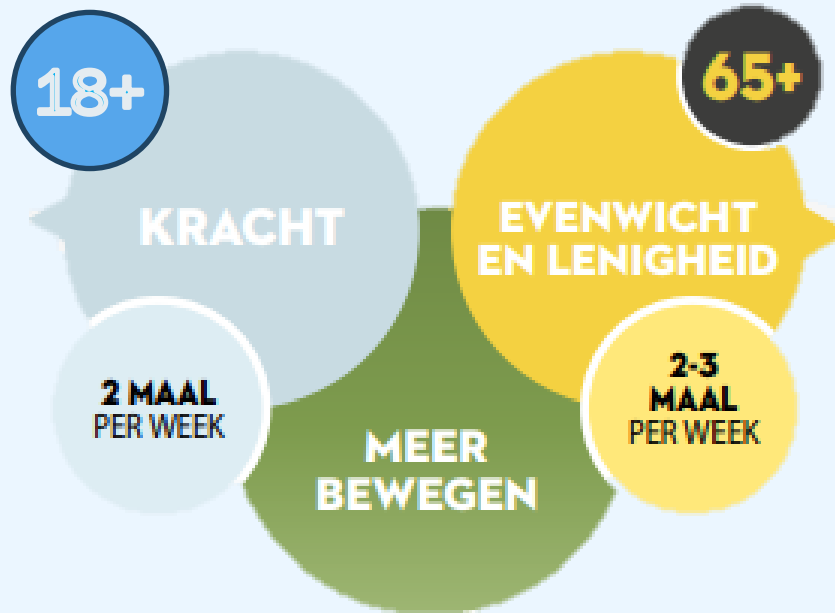 18+
KRACHT
2 MAAL
PER WEEK
65+
EVENWICHT
EN LENIGHEID
2-3
MAAL
PER WEEK
MEER
BEWEGEN